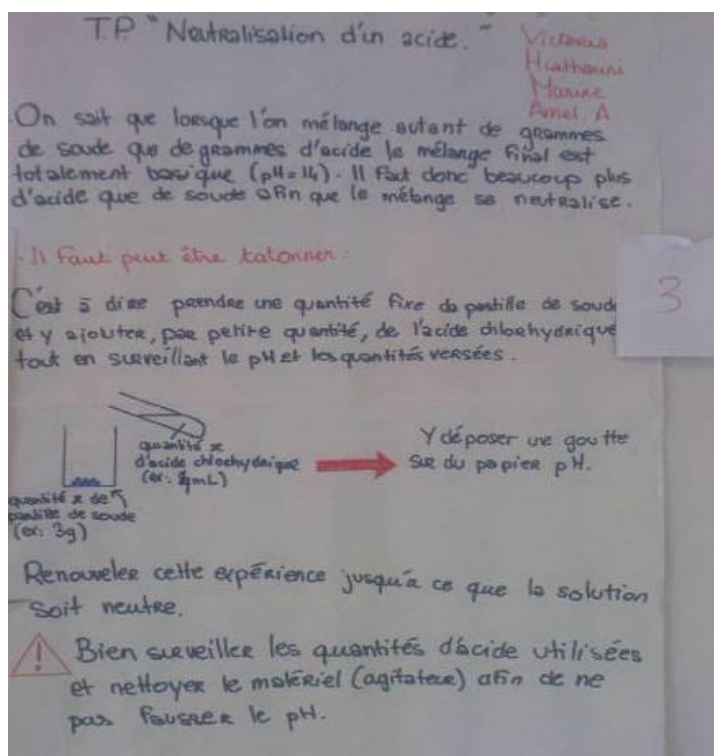 TP "Neutralisation d'un acide."
Marine
Amel. A
On sait que lorsque l'on mélange autant de grammes
de soude que de grammes d'acide le mélange final est
totalement basique (pH=14). Il faut donc beaucoup plus
d'acide que de soude afin que le mélange se neutralise.
Il faut peut être tatonner:
3
C'est à dire prendre une quantité fixe de pastille de soude
et y ajouter, par petite quantité, de l'acide chlorhydrique
tout en surveillant le pH et les quantités versées.
quantité x
d'acide chlorhydrique
(ex: mL)
Y déposer une goutte
sur du papier pH.
quantité x de
pastille de soude
(ex: 3g)
Renouveler cette expérience jusqu'à ce que la solution
soit neutre.
! Bien surveiller les quantités d'acide utilisées
et nettoyer le matériel (agitateur) afin de ne
pas fausser le pH.